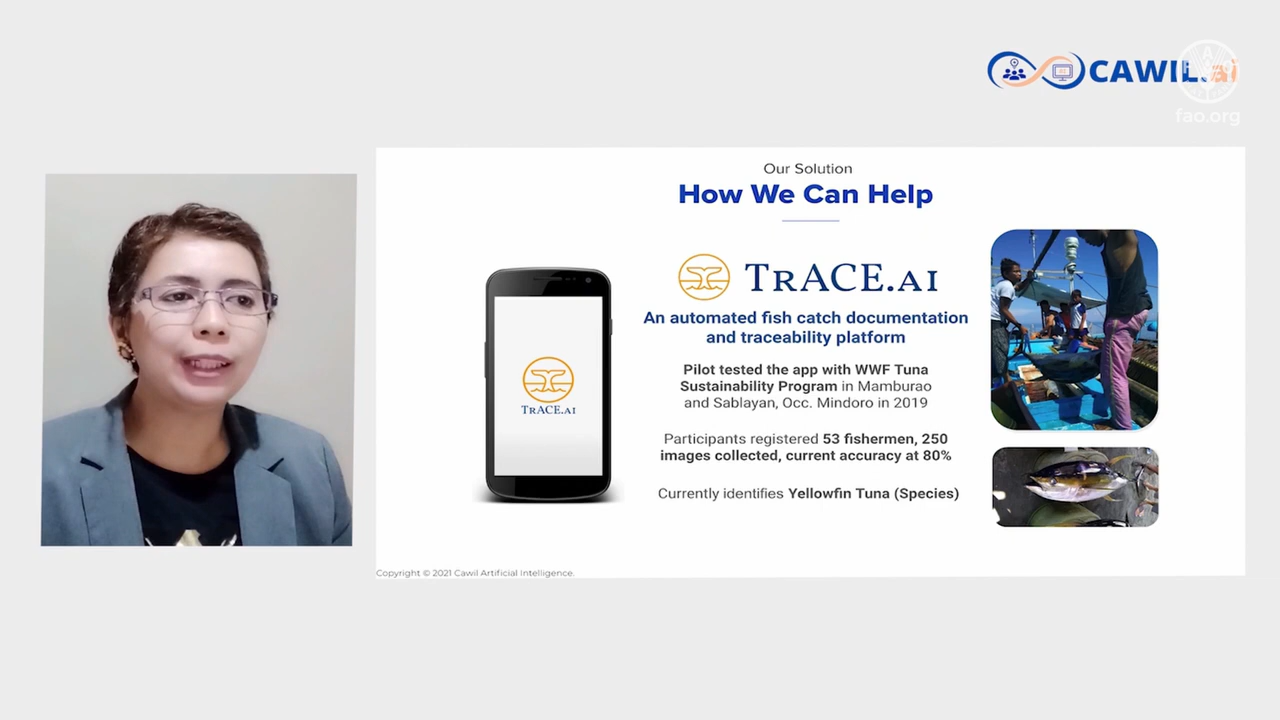 CAWIL.ai
fao.org
Our Solution
How We Can Help
TrACE.AI
An automated fish catch documentation
and traceability platform
Pilot tested the app with WWF Tuna
Sustainability Program in Mamburao
and Sablayan, Occ. Mindoro in 2019
Participants registered 53 fishermen, 250
images collected, current accuracy at 80%
Currently identifies Yellowfin Tuna (Species)
TrACE.AI
Copyright © 2021 Cawil Artificial Intelligence.